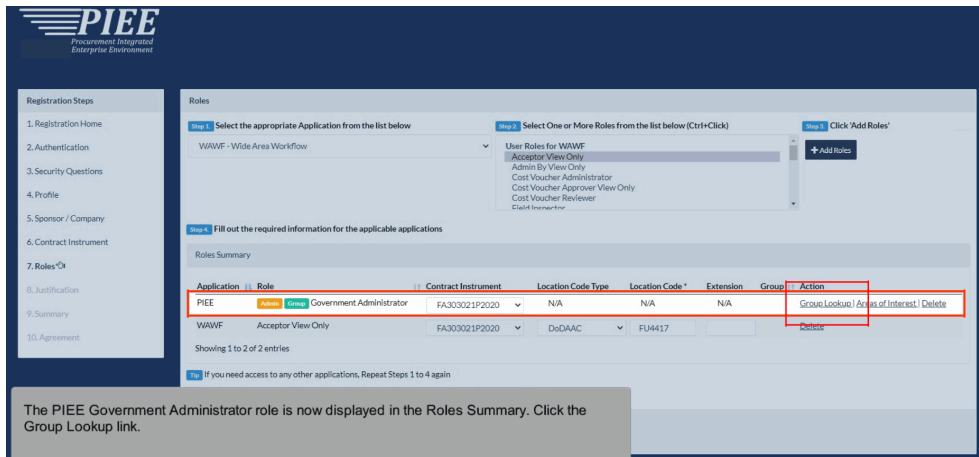 PIEE
Procurement Integrated
Enterprise Environment
Registration Steps
1. Registration Home
2. Authentication
3. Security Questions
4. Profile
5. Sponsor / Company
6. Contract Instrument
7. Roles
8. Justification
9. Summary
10. Agreement
Roles
Step 1. Select the appropriate Application from the list below
WAWF - Wide Area Workflow
Step 2. Select One or More Roles from the list below (Ctrl+Click)
User Roles for WAWF
Acceptor View Only
Admin By View Only
Cost Voucher Administrator
Cost Voucher Approver View Only
Cost Voucher Reviewer
Field Inspector
Step 3. Click 'Add Roles'
+ Add Roles
Step 4. Fill out the required information for the applicable applications
Roles Summary
Application Role Contract Instrument Location Code Type Location Code * Extension Group Action
PIEE Admin Group Government Administrator FA303021P2020 N/A N/A N/A Group Lookup | Areas of Interest | Delete
WAWF Acceptor View Only FA303021P2020 DoDAAC FU4417 Delete
Showing 1 to 2 of 2 entries
Tip If you need access to any other applications, Repeat Steps 1 to 4 again
The PIEE Government Administrator role is now displayed in the Roles Summary. Click the
Group Lookup link.